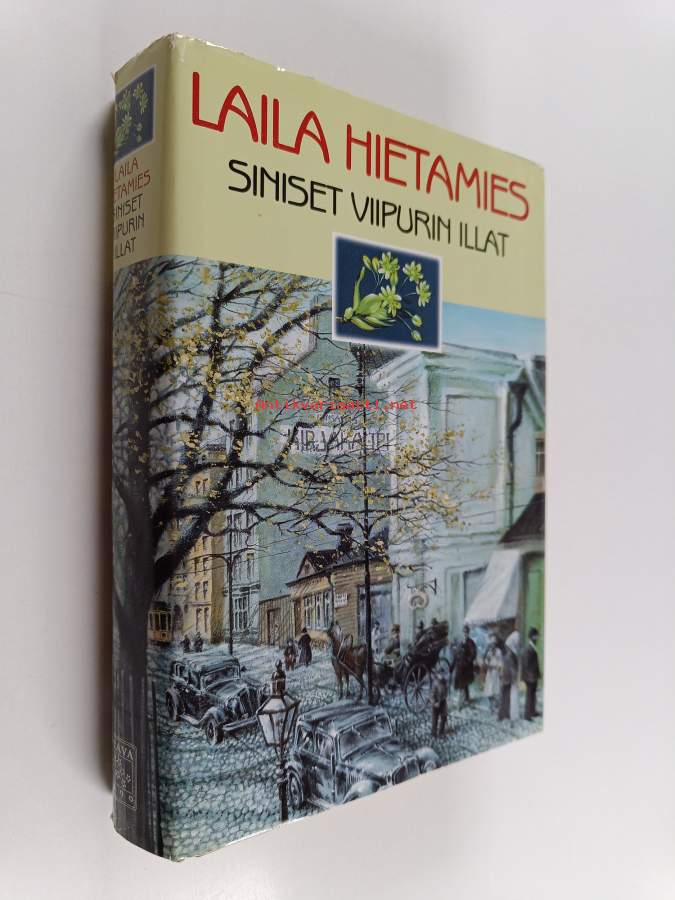 LAILA HIETAMIES
SINISET VIIPURIN ILLAT
LAILA
HIETAMIES
SINISET
VIIPURIN
ILLAT
antikvariaatti.net
KIRJAKAUPPA